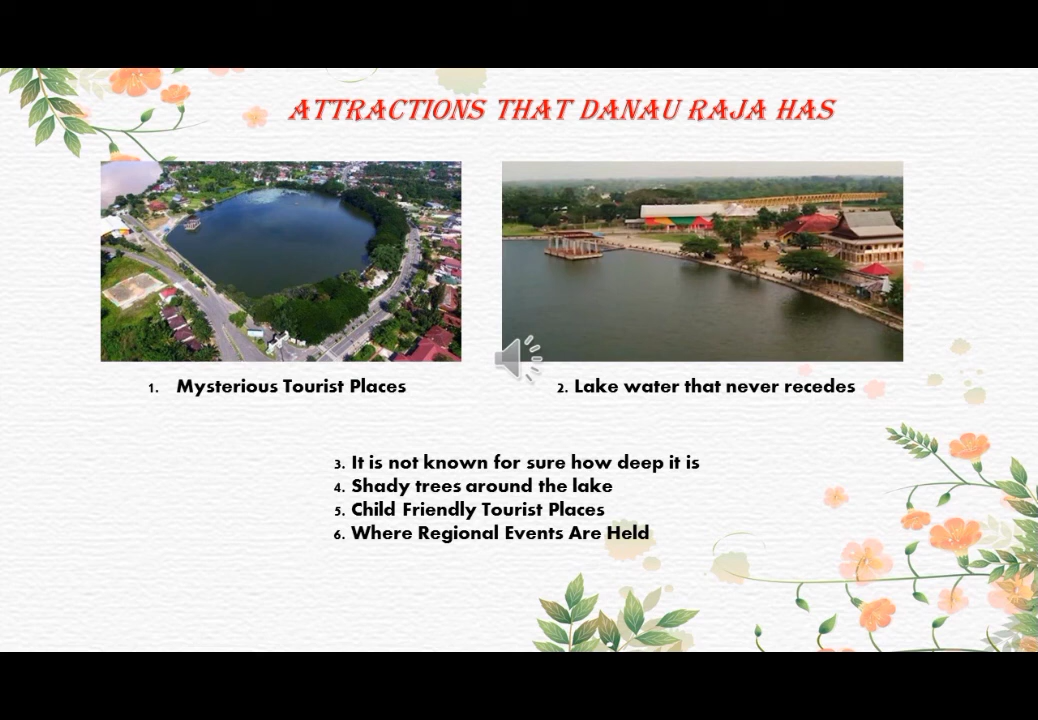 ATTRACTIONS THAT DANAU RAJA HAS
1. Mysterious Tourist Places
2. Lake water that never recedes
3. It is not known for sure how deep it is
4. Shady trees around the lake
5. Child Friendly Tourist Places
6. Where Regional Events Are Held